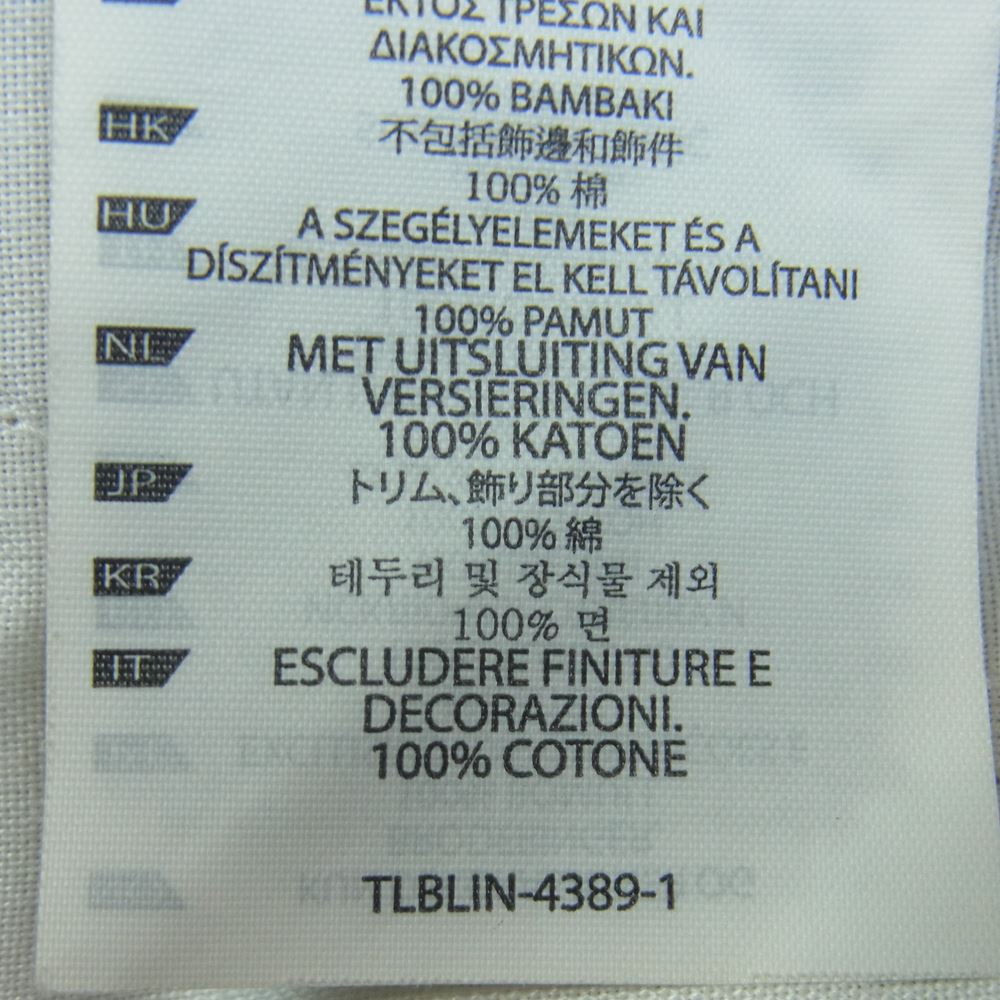 ΕΚΤΟΣ ΤΡΕΣΩΝ ΚΑΙ
ΔΙΑΚΟΣΜΗΤΙΚΩΝ.
100% ΒΑΜΒΑΚΙ
HK 不包括飾邊和飾件
100% 棉
HU A SZEGÉLYELEMEKET ÉS A
DÍSZÍTMÉNYEKET EL KELL TÁVOLÍTANI
100% PAMUT
NL MET UITSLUITING VAN
VERSIERINGEN.
100% KATOEN
JP トリム、飾り部分を除く
100% 綿
KR 테두리 및 장식물 제외
100% 면
IT ESCLUDERE FINITURE E
DECORAZIONI.
100% COTONE
TLBLIN-4389-1